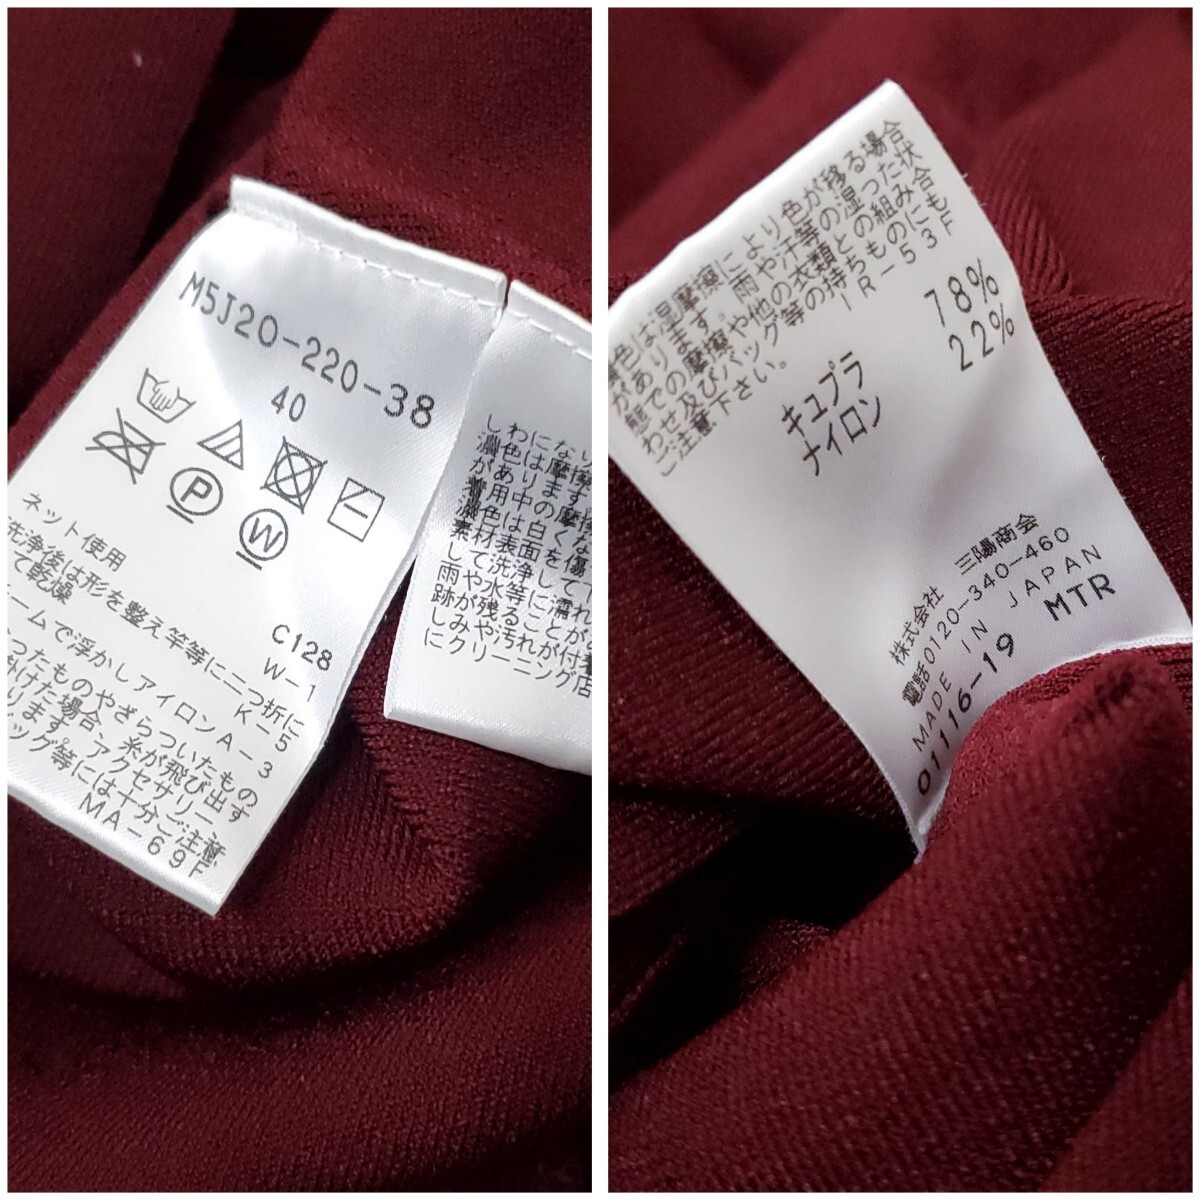 M5J20-220-38
40
P
W
ネット使用
C128
W-1
洗浄後は形を整え竿等に二つ折に
して乾燥
K-5
チームで浮かしアイロンA-3
ったものやざらついたもの
掛けた場合、糸が飛び出す
ります。アクセサリー
バッグ等には十分ご注意
MA-69F
しわにな
濃色は摩擦
があります
着用中の摩
濃色は白くな
素材表面を傷
して洗浄して下
雨や水等に濡れ
跡が残ることが
しみや汚れが付着
にクリーニング店
濃色は摩擦により色が移る場合
があります。雨や汗等の湿った状
態での摩擦や他の衣類との組み合
わせ及びバッグ等の持ちものにも
ご注意下さい。
IR-53F
キュプラ 78%
ナイロン 22%
株式会社 三陽商会
電話0120-340-460
MADE IN JAPAN
01116-19 MTR